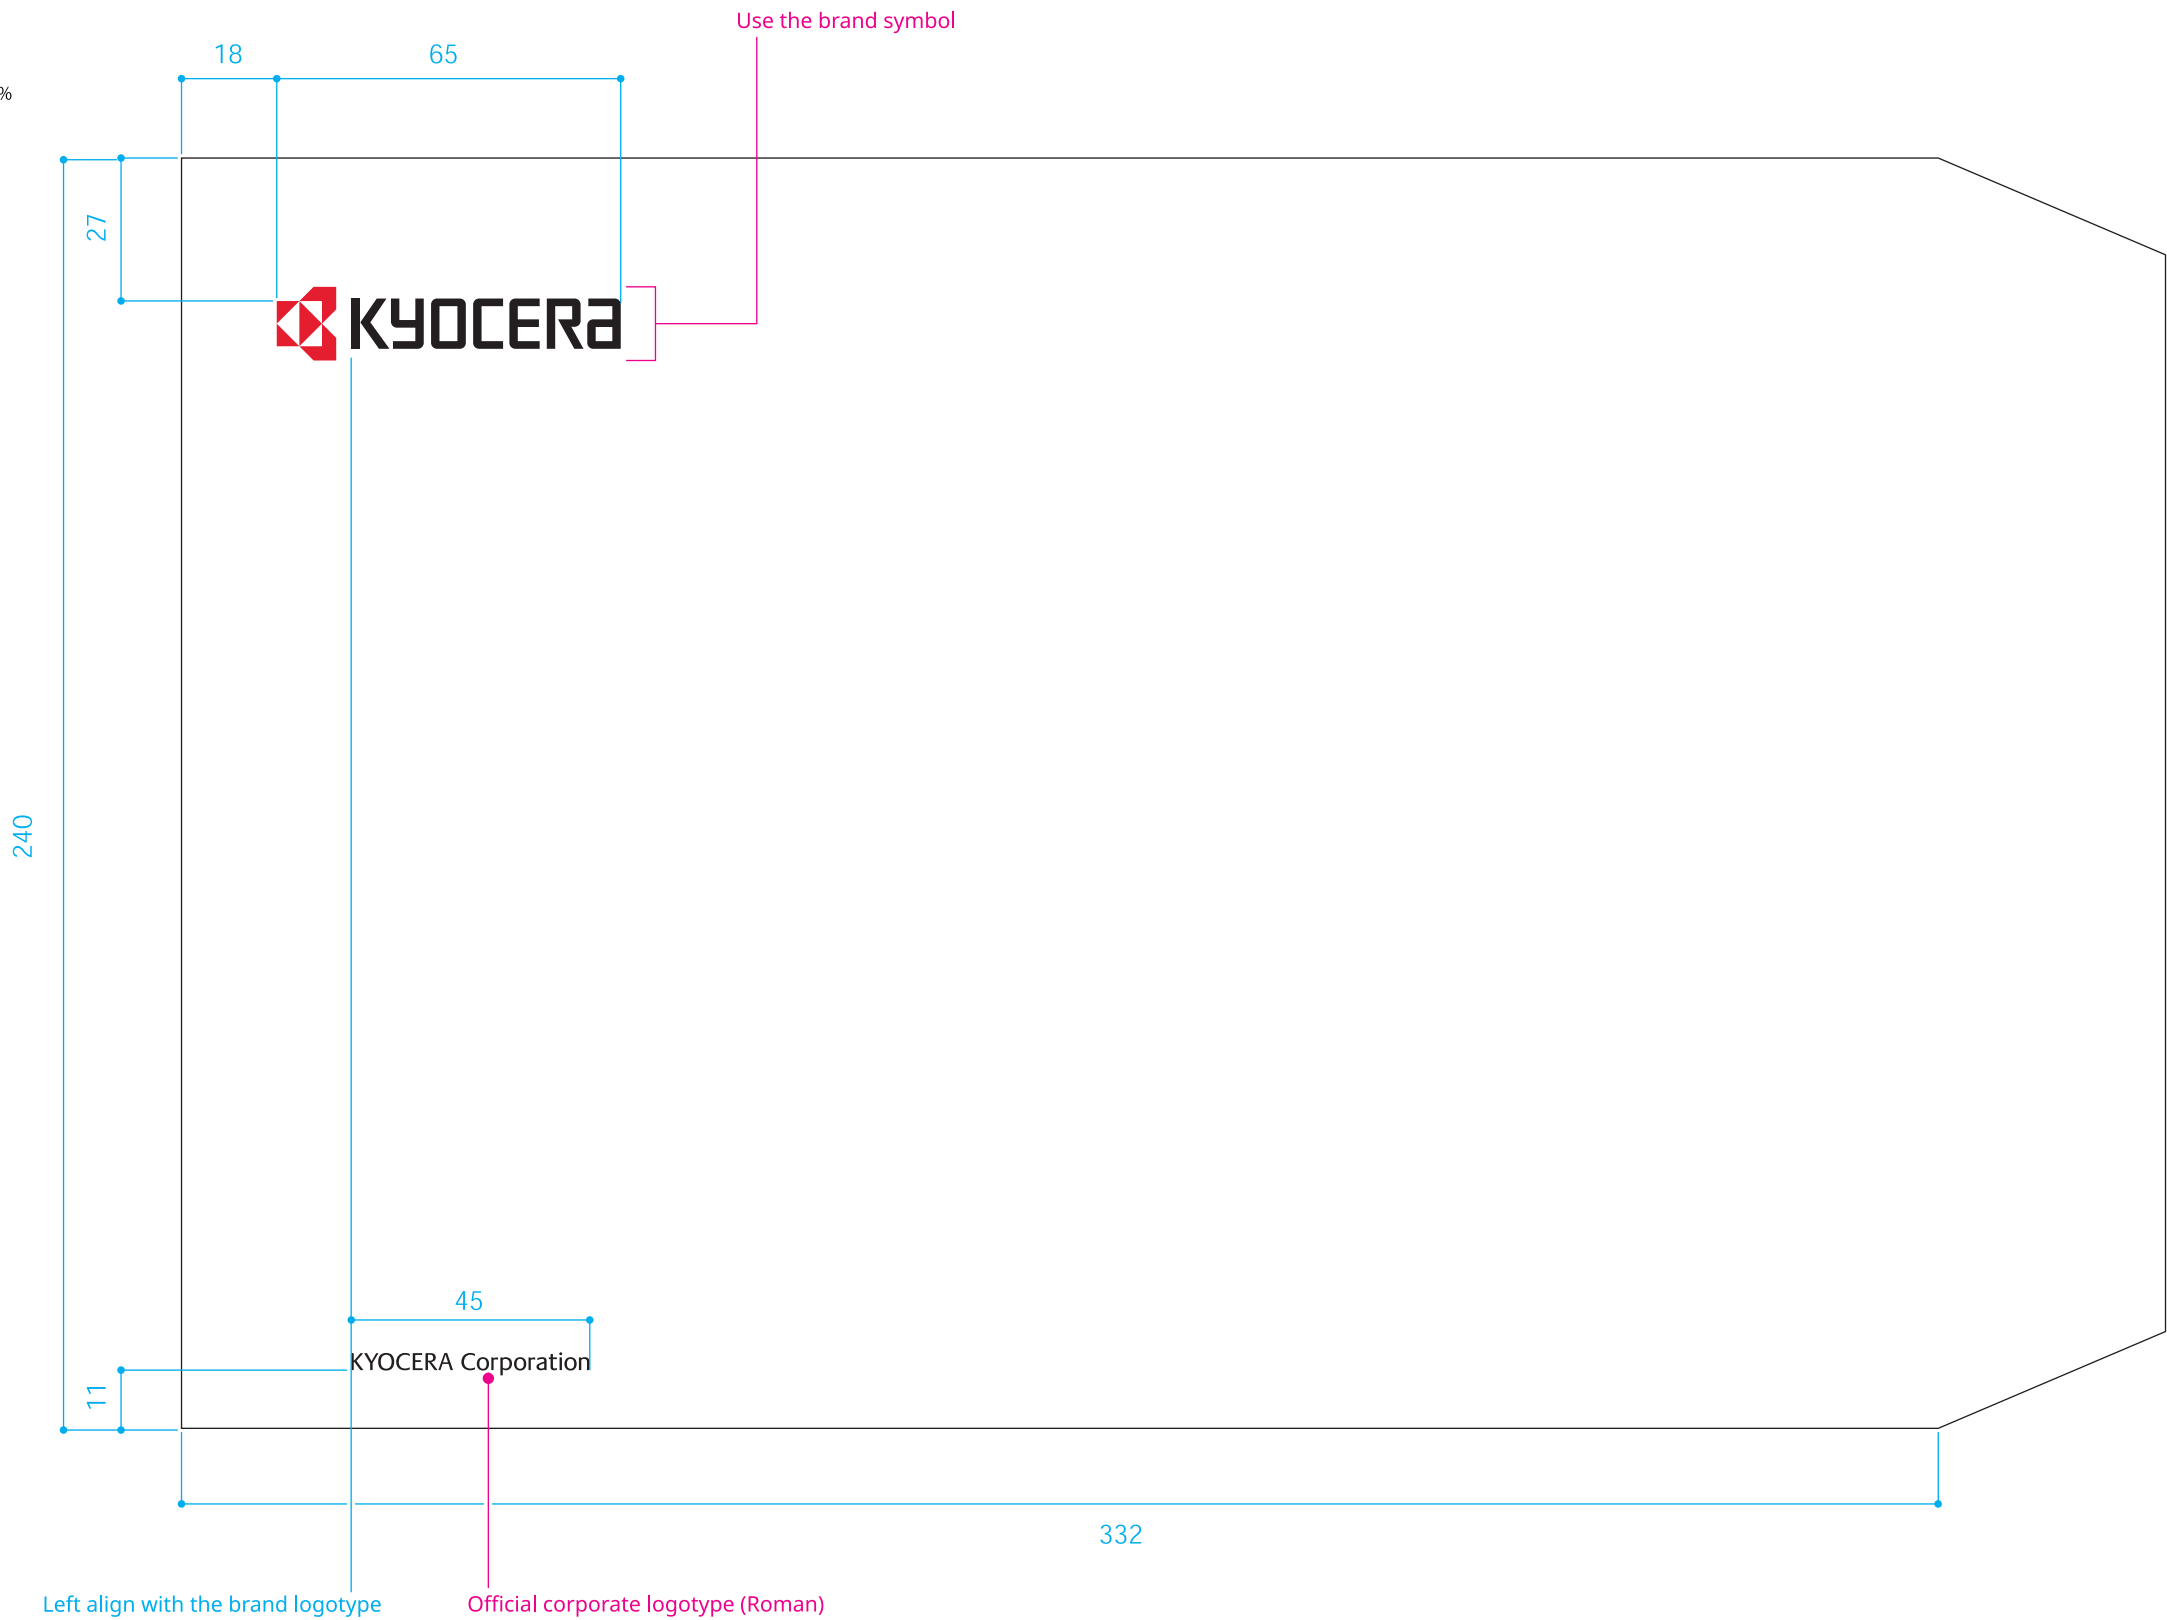 Use the brand symbol
18
65
%
27
KYOCERA
240
45
KYOCERA Corporation
11
332
Left align with the brand logotype
Official corporate logotype (Roman)